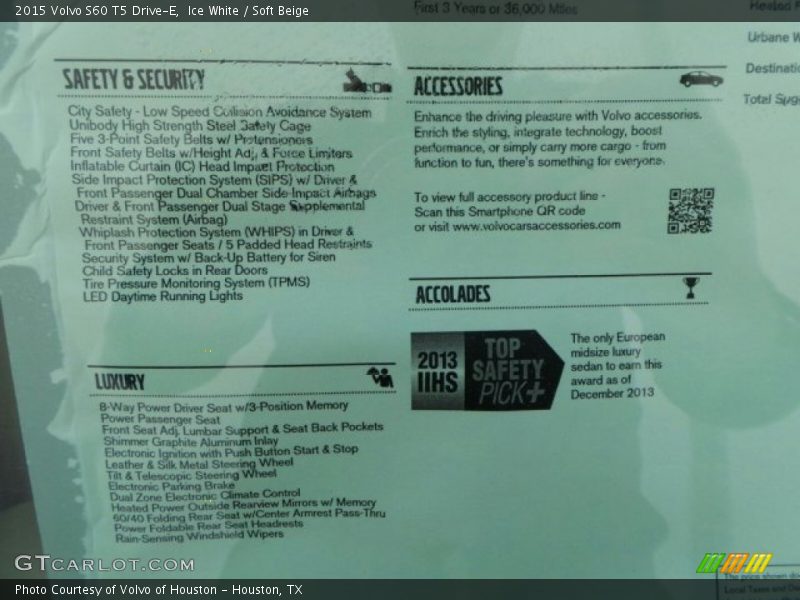 2015 Volvo S60 T5 Drive-E, Ice White / Soft Beige
First 3 Years or 36,000 Miles
Heated
Urbane W
Destinatio
Total Sugg
SAFETY & SECURITY
City Safety - Low Speed Collision Avoidance System
Unibody High Strength Steel Safety Cage
Five 3-Point Safety Belts w/ Pretensioners
Front Safety Belts w/Height Adj. & Force Limiters
Inflatable Curtain (IC) Head Impact Protection
Side Impact Protection System (SIPS) w/ Driver &
Front Passenger Dual Chamber Side-Impact Airbags
Driver & Front Passenger Dual Stage Supplemental
Restraint System (Airbag)
Whiplash Protection System (WHIPS) in Driver &
Front Passenger Seats / 5 Padded Head Restraints
Security System w/ Back-Up Battery for Siren
Child Safety Locks in Rear Doors
Tire Pressure Monitoring System (TPMS)
LED Daytime Running Lights
LUXURY
8-Way Power Driver Seat w/3-Position Memory
Power Passenger Seat
Front Seat Adj. Lumbar Support & Seat Back Pockets
Shimmer Graphite Aluminum Inlay
Electronic Ignition with Push Button Start & Stop
Leather & Silk Metal Steering Wheel
Tilt & Telescopic Steering Wheel
Electronic Parking Brake
Dual Zone Electronic Climate Control
Heated Power Outside Rearview Mirrors w/ Memory
60/40 Folding Rear Seat w/Center Armrest Pass-Thru
Power Foldable Rear Seat Headrests
Rain-Sensing Windshield Wipers
ACCESSORIES
Enhance the driving pleasure with Volvo accessories.
Enrich the styling, integrate technology, boost
performance, or simply carry more cargo - from
function to fun, there's something for everyone.
To view full accessory product line -
Scan this Smartphone QR code
or visit www.volvocarsaccessories.com
ACCOLADES
2013
IIHS
TOP
SAFETY
PICK+
The only European
midsize luxury
sedan to earn this
award as of
December 2013
The price shown do
Local Taxes and
GTCARLOT.COM
Photo Courtesy of Volvo of Houston - Houston, TX